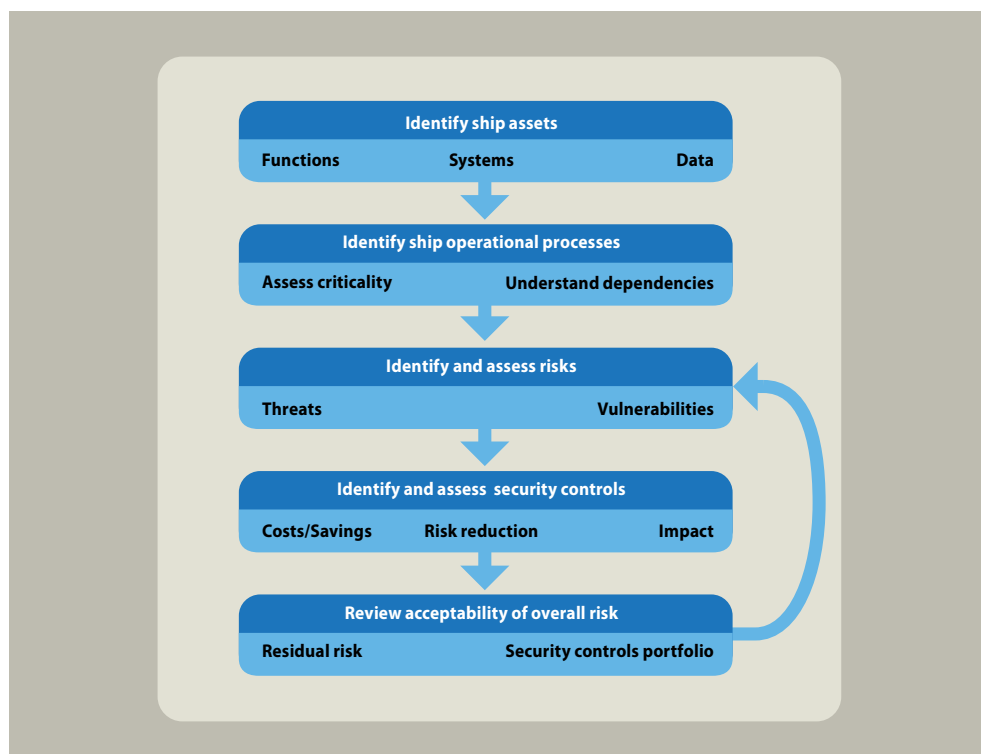 Identify ship assets
Functions Systems Data
Identify ship operational processes
Assess criticality Understand dependencies
Identify and assess risks
Threats Vulnerabilities
Identify and assess security controls
Costs/Savings Risk reduction Impact
Review acceptability of overall risk
Residual risk Security controls portfolio